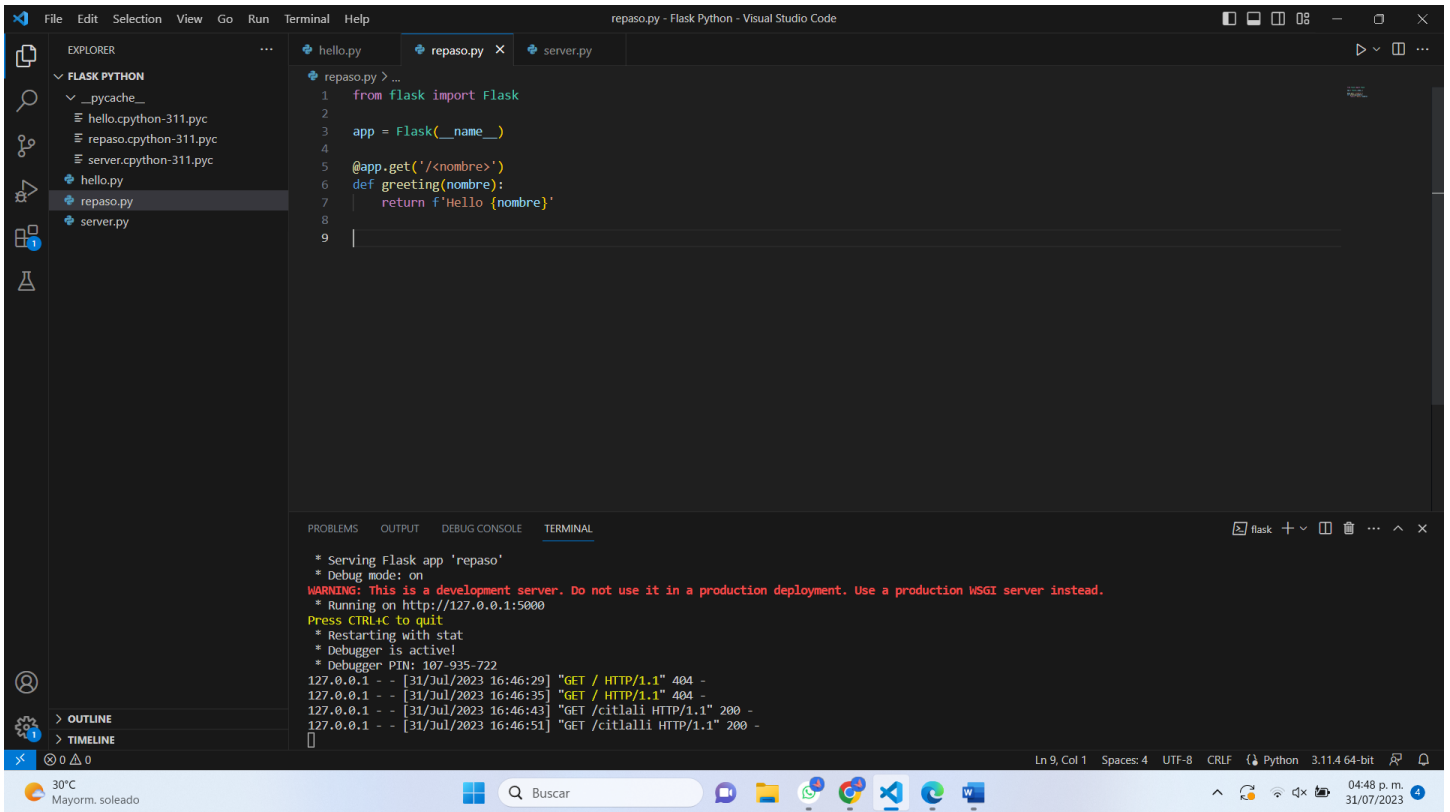 File Edit Selection View Go Run Terminal Help
repaso.py - Flask Python - Visual Studio Code
EXPLORER
FLASK PYTHON
__pycache__
hello.cpython-311.pyc
repaso.cpython-311.pyc
server.cpython-311.pyc
hello.py
repaso.py
server.py
OUTLINE
TIMELINE
1
1
hello.py repaso.py server.py
repaso.py > ...
1 from flask import Flask
2
3 app = Flask(__name__)
4
5 @app.get('/<nombre>')
6 def greeting(nombre):
7 return f'Hello {nombre}'
8
9
PROBLEMS OUTPUT DEBUG CONSOLE TERMINAL
flask
* Serving Flask app 'repaso'
* Debug mode: on
WARNING: This is a development server. Do not use it in a production deployment. Use a production WSGI server instead.
* Running on http://127.0.0.1:5000
Press CTRL+C to quit
* Restarting with stat
* Debugger is active!
* Debugger PIN: 107-935-722
127.0.0.1 - - [31/Jul/2023 16:46:29] "GET / HTTP/1.1" 404 -
127.0.0.1 - - [31/Jul/2023 16:46:35] "GET / HTTP/1.1" 404 -
127.0.0.1 - - [31/Jul/2023 16:46:43] "GET /citlali HTTP/1.1" 200 -
127.0.0.1 - - [31/Jul/2023 16:46:51] "GET /citlalli HTTP/1.1" 200 -
0 0
Ln 9, Col 1 Spaces: 4 UTF-8 CRLF Python 3.11.4 64-bit
30°C
Mayorm. soleado
Buscar
04:48 p. m.
31/07/2023
4